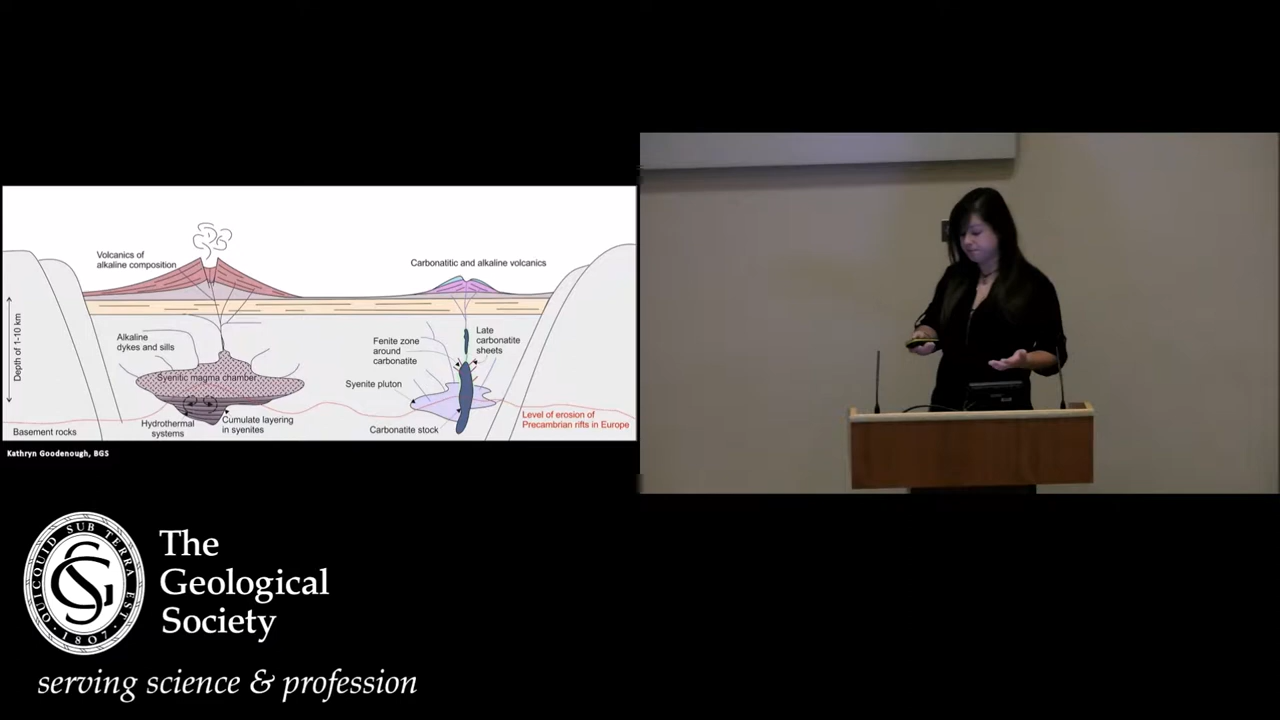 Volcanics of
alkaline composition
Carbonatitic and alkaline volcanics
Depth of 1-10 km
Alkaline
dykes and sills
Fenite zone
around
carbonatite
Late
carbonatite
sheets
Syenitic magma chamber
Syenite pluton
Hydrothermal
systems
Cumulate layering
in syenites
Carbonatite stock
Level of erosion of
Precambrian rifts in Europe
Basement rocks
Kathryn Goodenough, BGS
QUICQUID SUB TERRA EST
1807
The
Geological
Society
serving science & profession